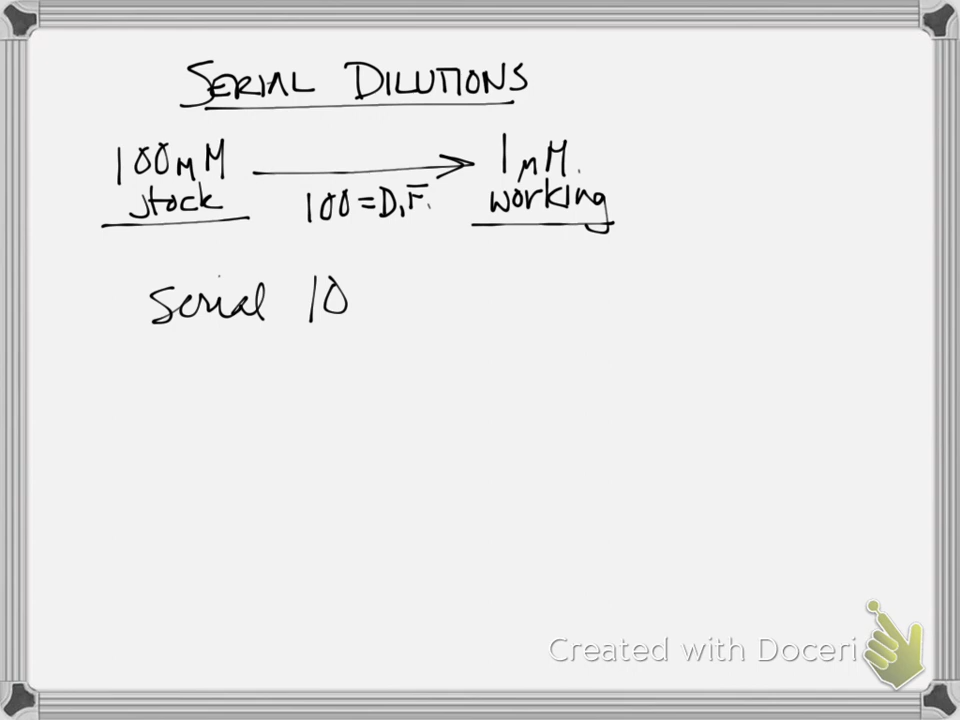 SERIAL DILUTIONS
100mM → 1mM.
stock 100=D.F. working
serial 10
Created with Doceri